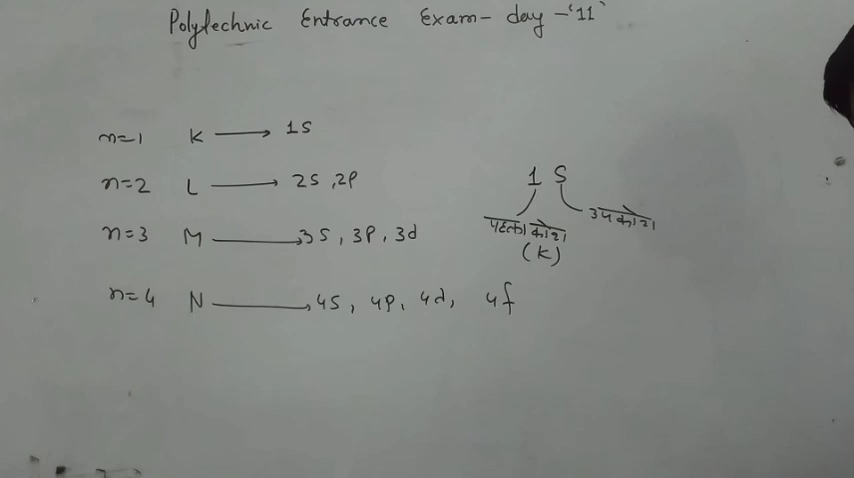 Polytechnic Entrance Exam- day -'11'
n=1 K → 1s
n=2 L → 2s, 2p
n=3 M → 3s, 3p, 3d
n=4 N → 4s, 4p, 4d, 4f
1 S
पहला कोश उपकोश
(K)